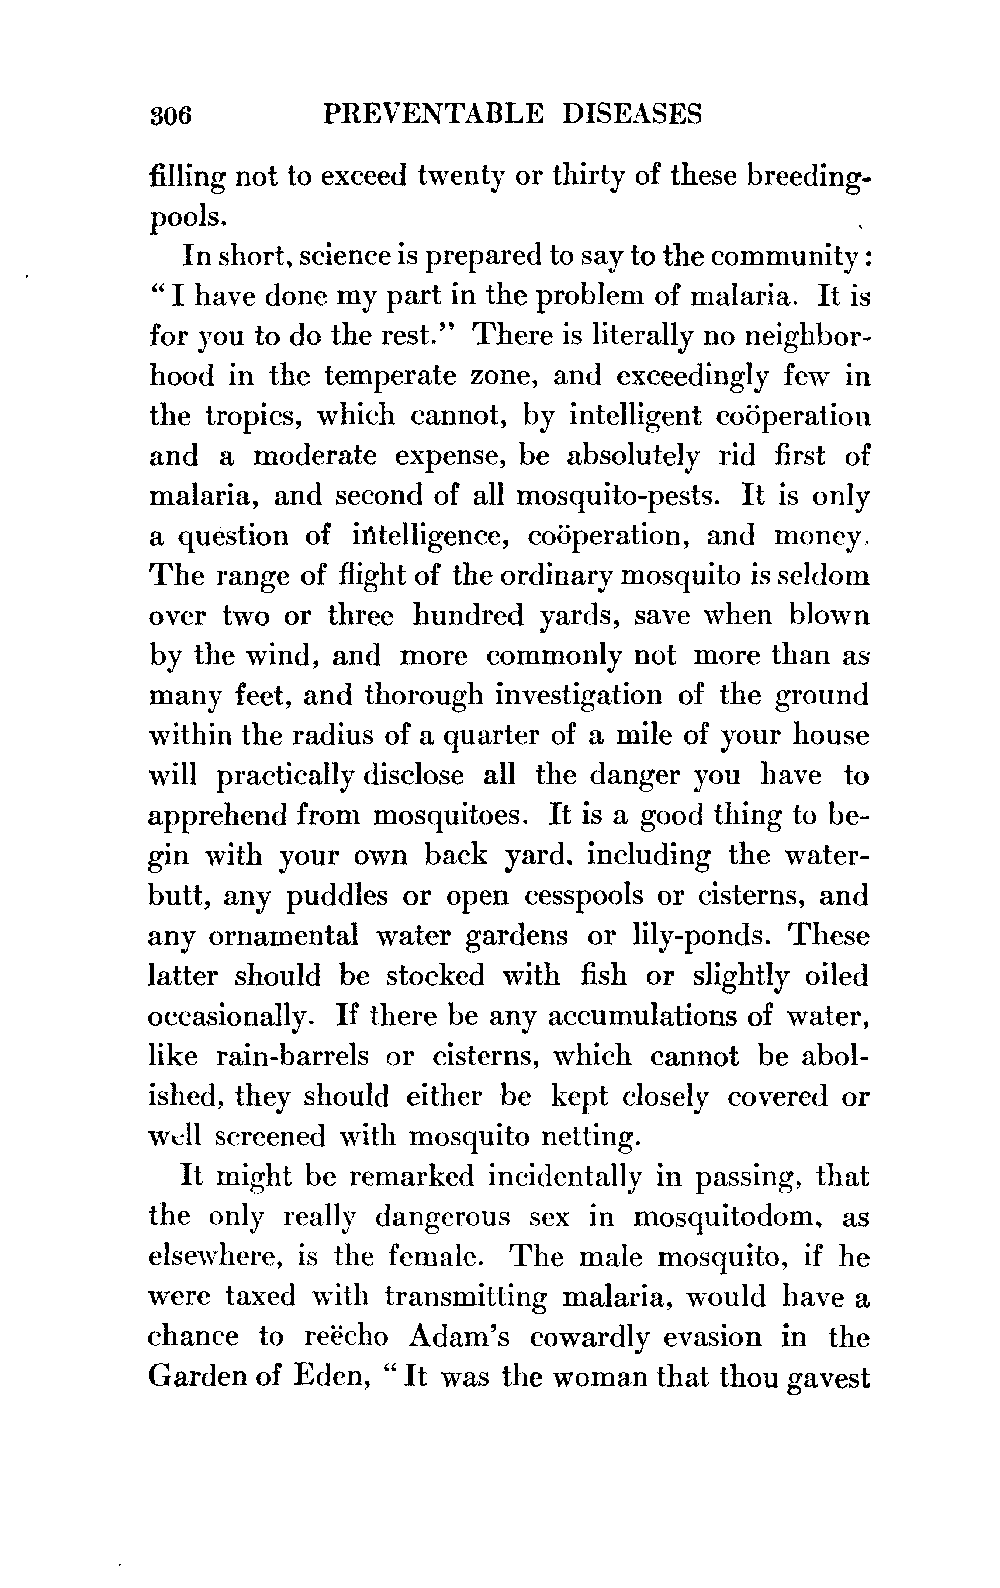 306 PREVENTABLE DISEASES
filling not to exceed twenty or thirty of these breeding-
pools.
In short, science is prepared to say to the community:
“I have done my part in the problem of malaria. It is
for you to do the rest.” There is literally no neighbor-
hood in the temperate zone, and exceedingly few in
the tropics, which cannot, by intelligent coöperation
and a moderate expense, be absolutely rid first of
malaria, and second of all mosquito-pests. It is only
a question of intelligence, coöperation, and money.
The range of flight of the ordinary mosquito is seldom
over two or three hundred yards, save when blown
by the wind, and more commonly not more than as
many feet, and thorough investigation of the ground
within the radius of a quarter of a mile of your house
will practically disclose all the danger you have to
apprehend from mosquitoes. It is a good thing to be-
gin with your own back yard, including the water-
butt, any puddles or open cesspools or cisterns, and
any ornamental water gardens or lily-ponds. These
latter should be stocked with fish or slightly oiled
occasionally. If there be any accumulations of water,
like rain-barrels or cisterns, which cannot be abol-
ished, they should either be kept closely covered or
well screened with mosquito netting.
It might be remarked incidentally in passing, that
the only really dangerous sex in mosquitodom, as
elsewhere, is the female. The male mosquito, if he
were taxed with transmitting malaria, would have a
chance to reëcho Adam’s cowardly evasion in the
Garden of Eden, “It was the woman that thou gavest